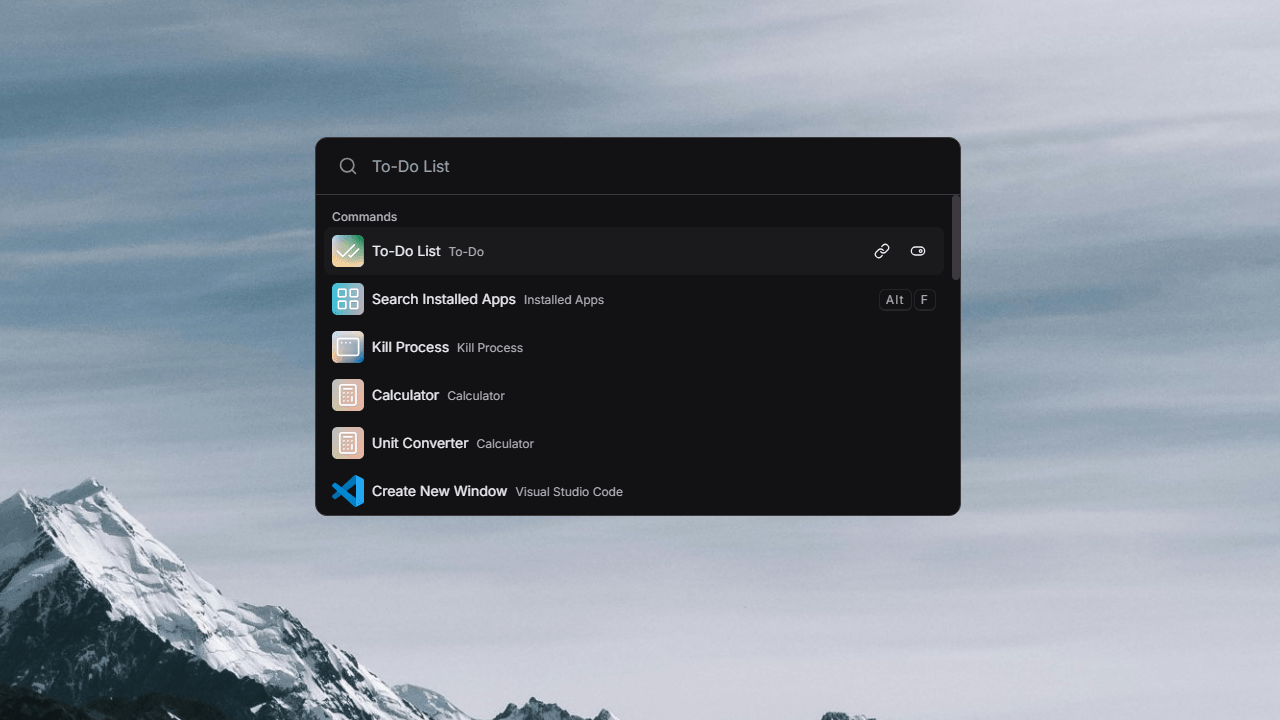 To-Do List
Commands
To-Do List To-Do
Search Installed Apps Installed Apps Alt F
Kill Process Kill Process
Calculator Calculator
Unit Converter Calculator
Create New Window Visual Studio Code